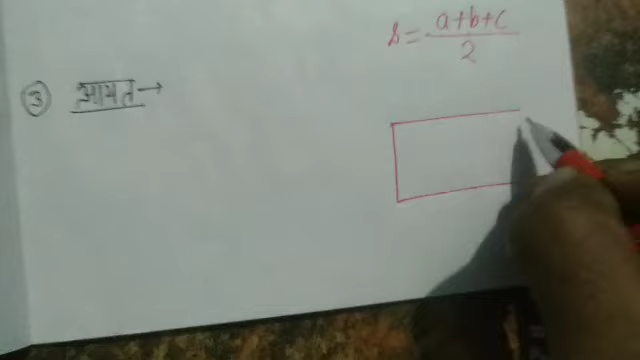 s = a+b+c / 2
③ आयत →